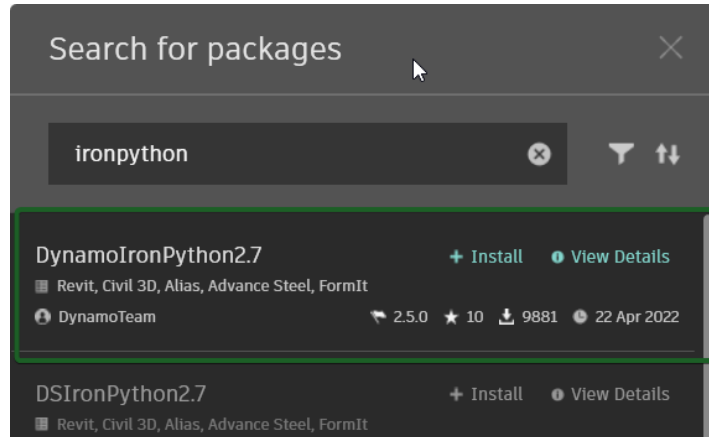 Search for packages
ironpython
DynamoIronPython2.7 + Install View Details
Revit, Civil 3D, Alias, Advance Steel, FormIt
DynamoTeam 2.5.0 10 9881 22 Apr 2022
DSIronPython2.7 + Install View Details
Revit, Civil 3D, Alias, Advance Steel, FormIt